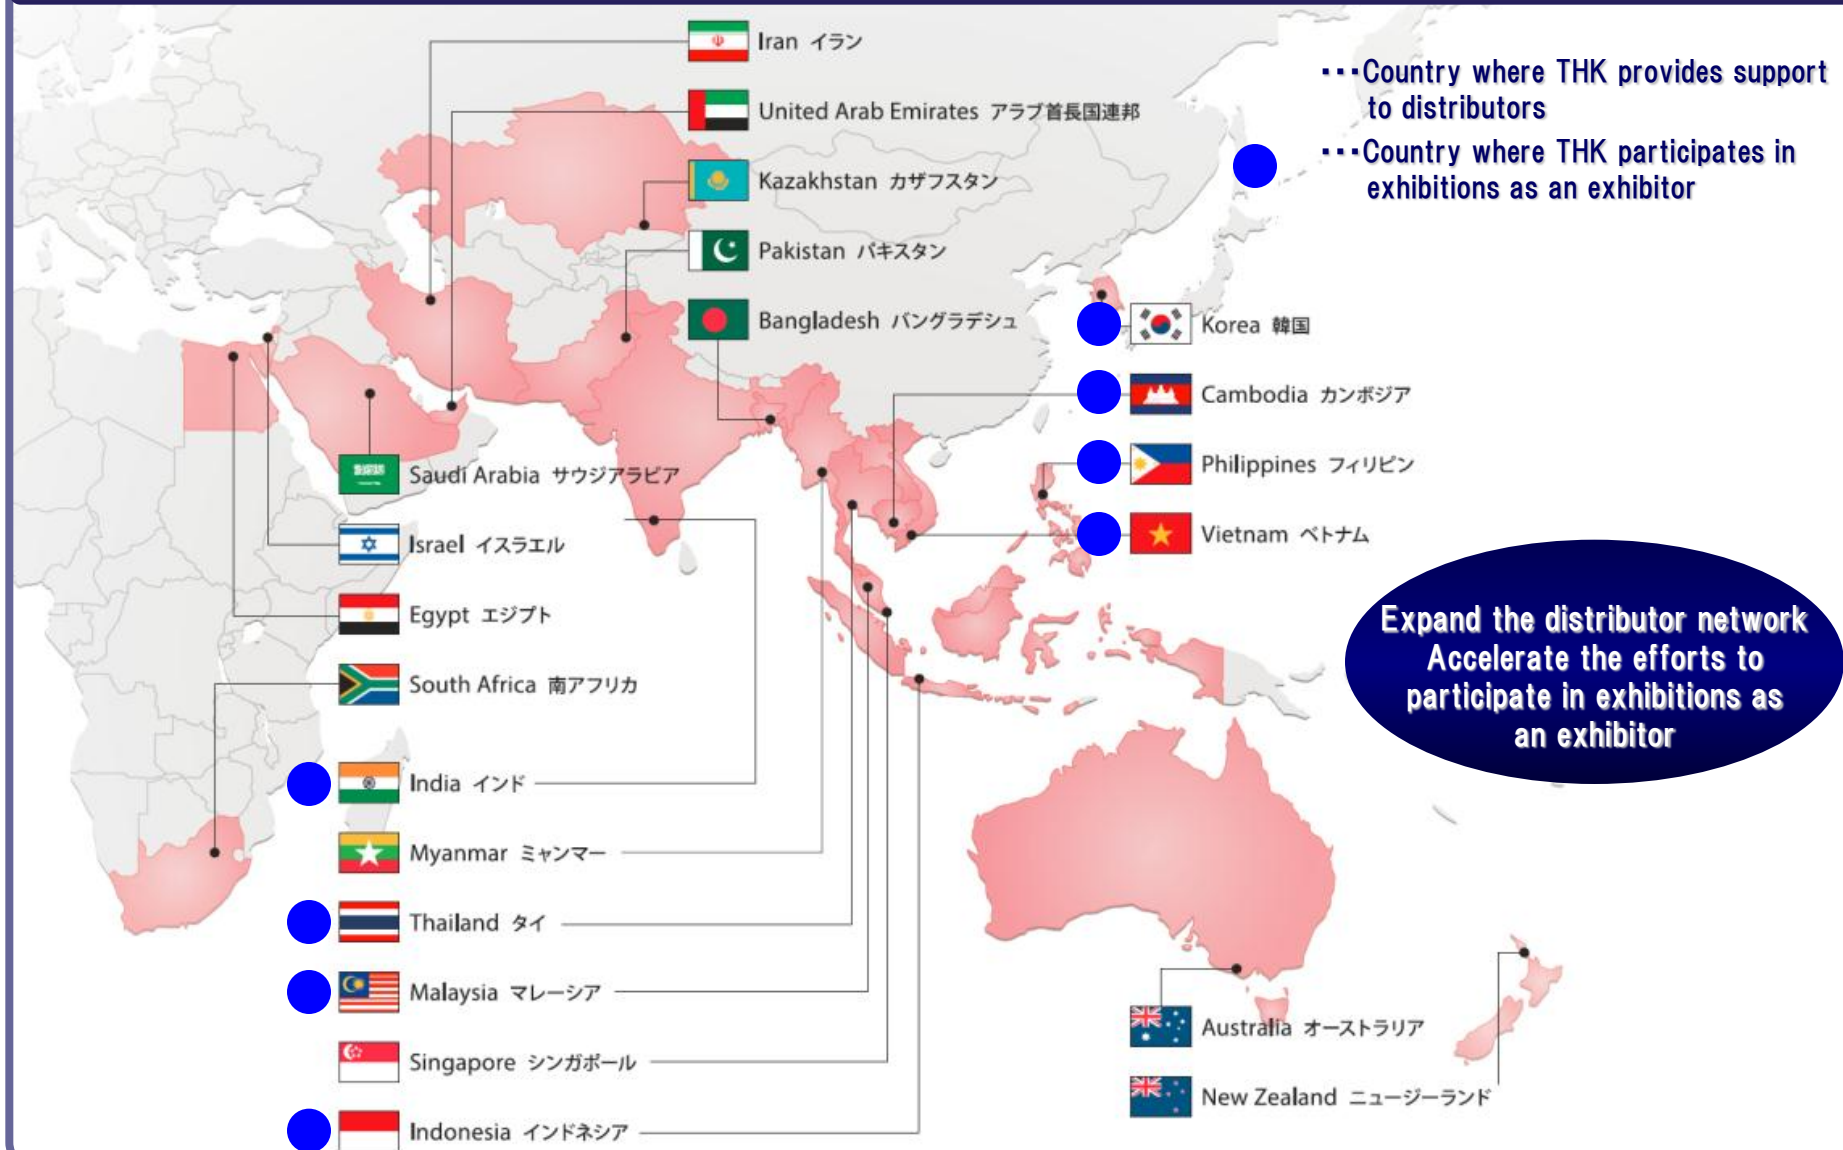 Iran イラン
United Arab Emirates アラブ首長国連邦
Kazakhstan カザフスタン
Pakistan パキスタン
Bangladesh バングラデシュ
･･･Country where THK provides support
to distributors
･･･Country where THK participates in
exhibitions as an exhibitor
Korea 韓国
Cambodia カンボジア
Philippines フィリピン
Vietnam ベトナム
Saudi Arabia サウジアラビア
Israel イスラエル
Egypt エジプト
South Africa 南アフリカ
India インド
Myanmar ミャンマー
Thailand タイ
Malaysia マレーシア
Singapore シンガポール
Indonesia インドネシア
Expand the distributor network
Accelerate the efforts to
participate in exhibitions as
an exhibitor
Australia オーストラリア
New Zealand ニュージーランド